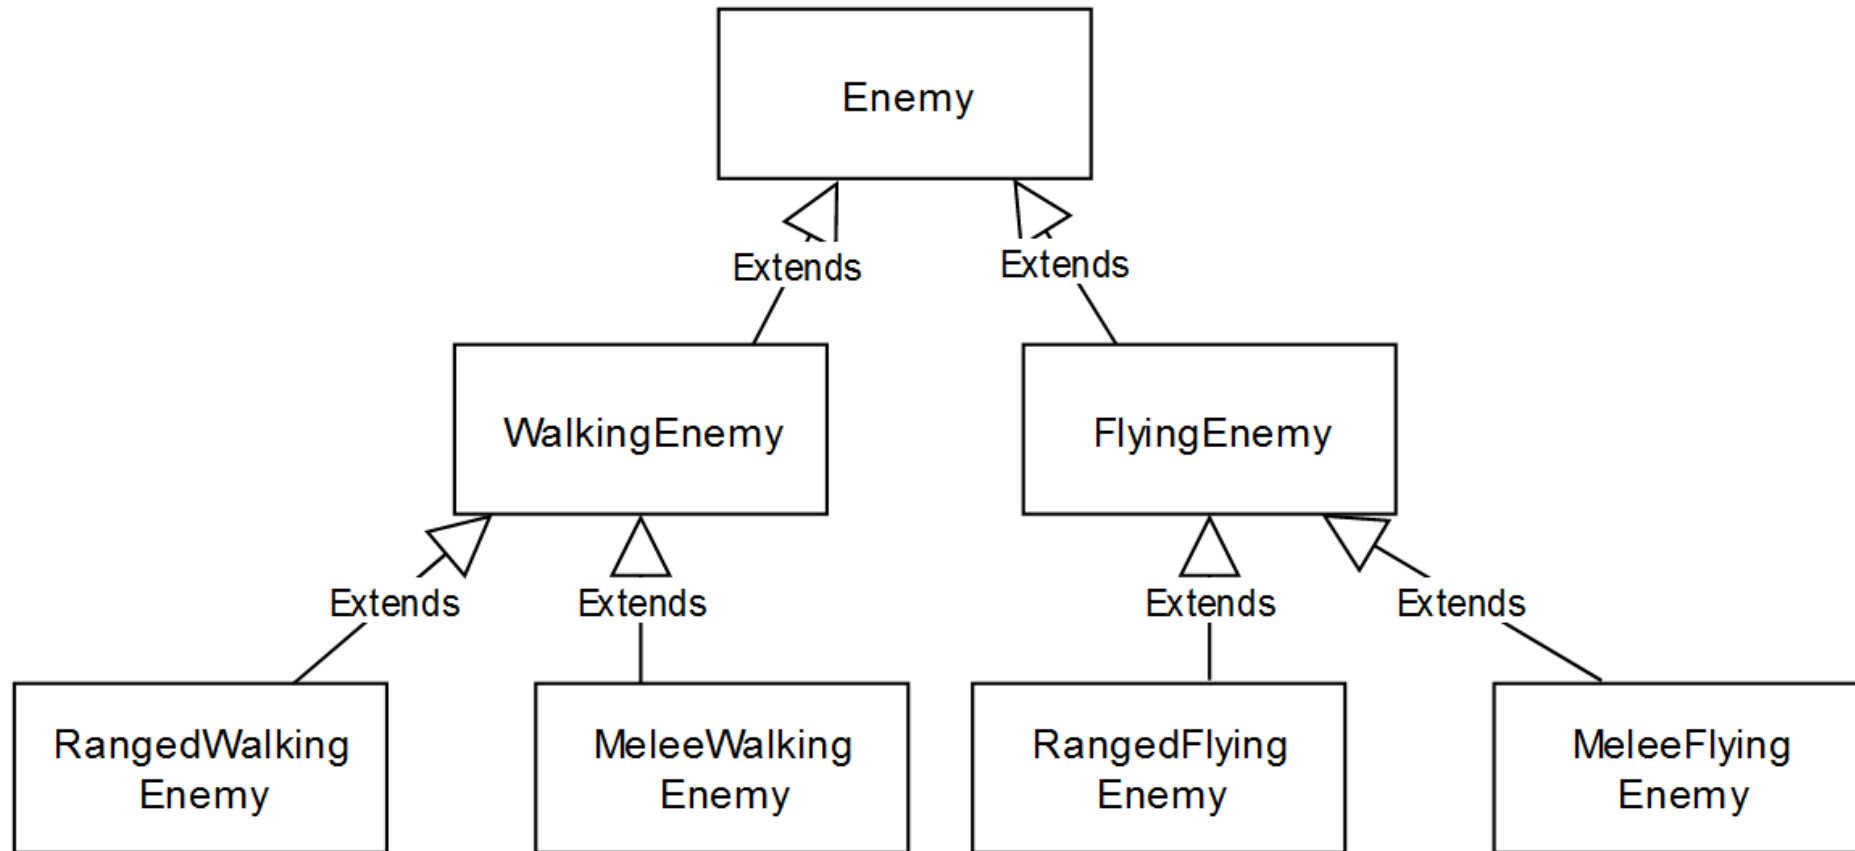 Enemy
Extends
Extends
WalkingEnemy
FlyingEnemy
Extends
Extends
Extends
Extends
RangedWalking
Enemy
MeleeWalking
Enemy
RangedFlying
Enemy
MeleeFlying
Enemy